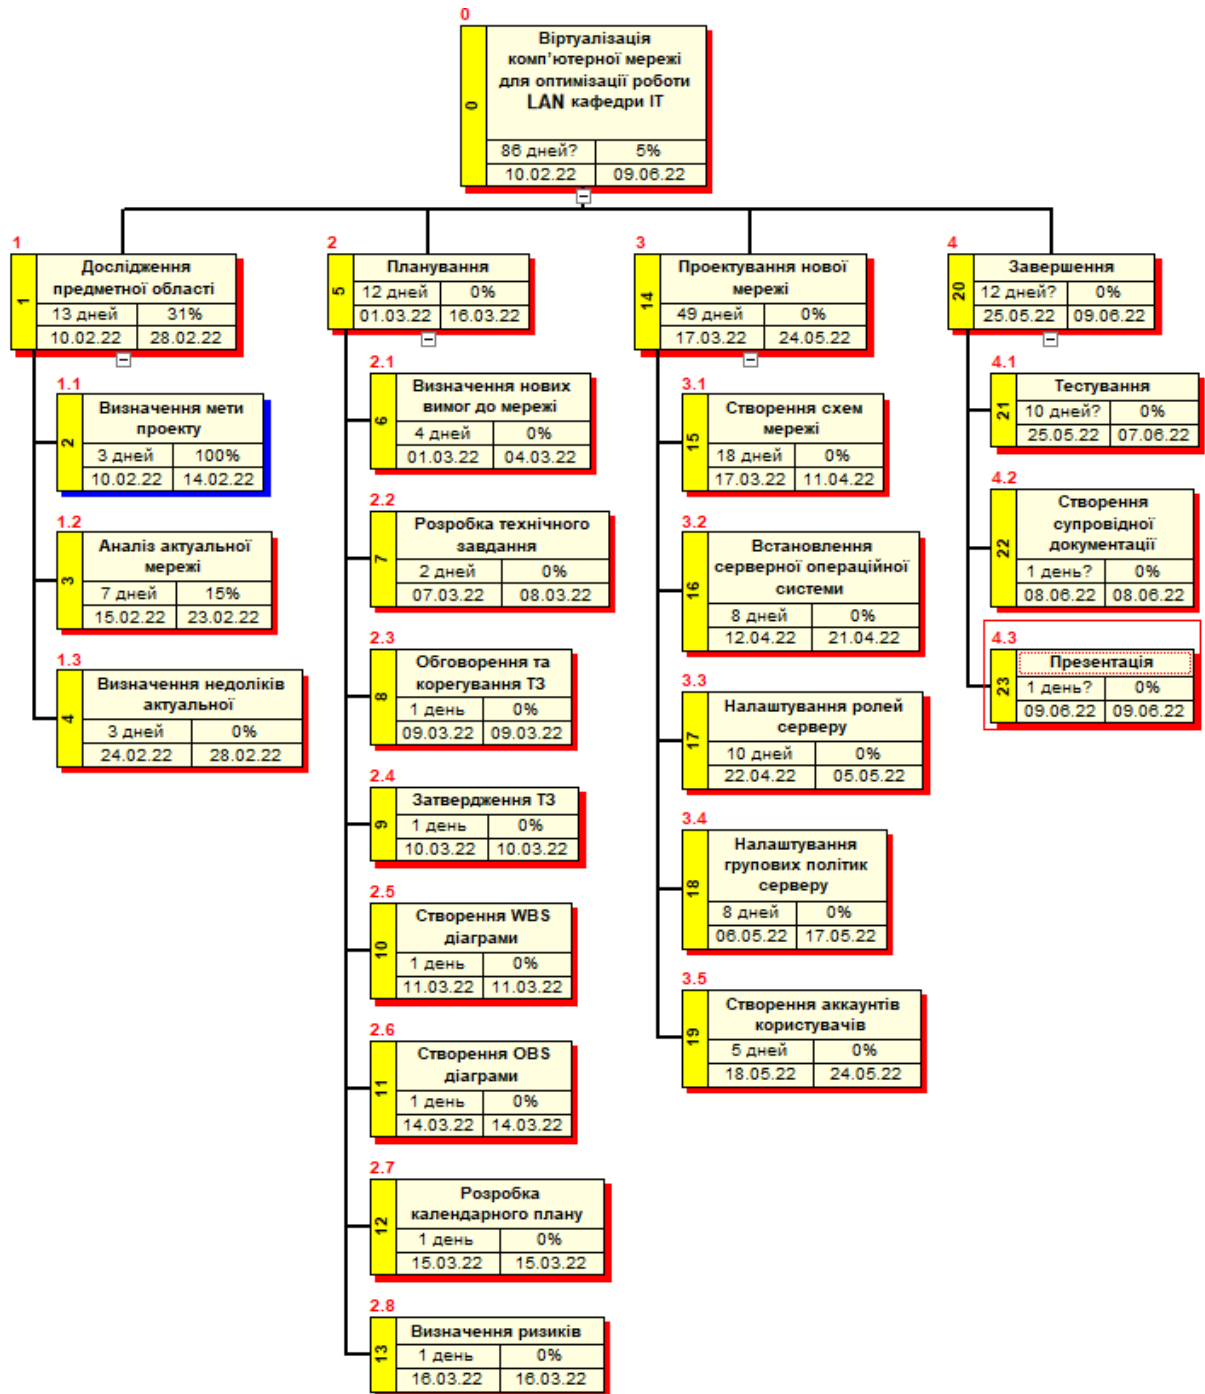 0
Віртуалізація
комп'ютерної мережі
для оптимізації роботи
LAN кафедри ІТ
0
86 дней? 5%
10.02.22 09.06.22
1
Дослідження
предметної області
1
13 дней 31%
10.02.22 28.02.22
1.1
Визначення мети
проекту
2
3 дней 100%
10.02.22 14.02.22
1.2
Аналіз актуальної
мережі
3
7 дней 15%
15.02.22 23.02.22
1.3
Визначення недоліків
актуальної
4
3 дней 0%
24.02.22 28.02.22
2
Планування
5
12 дней 0%
01.03.22 16.03.22
2.1
Визначення нових
вимог до мережі
6
4 дней 0%
01.03.22 04.03.22
2.2
Розробка технічного
завдання
7
2 дней 0%
07.03.22 08.03.22
2.3
Обговорення та
корегування ТЗ
8
1 день 0%
09.03.22 09.03.22
2.4
Затвердження ТЗ
9
1 день 0%
10.03.22 10.03.22
2.5
Створення WBS
діаграми
10
1 день 0%
11.03.22 11.03.22
2.6
Створення OBS
діаграми
11
1 день 0%
14.03.22 14.03.22
2.7
Розробка
календарного плану
12
1 день 0%
15.03.22 15.03.22
2.8
Визначення ризиків
13
1 день 0%
16.03.22 16.03.22
3
Проектування нової
мережі
14
49 дней 0%
17.03.22 24.05.22
3.1
Створення схем
мережі
15
18 дней 0%
17.03.22 11.04.22
3.2
Встановлення
серверної операційної
системи
16
8 дней 0%
12.04.22 21.04.22
3.3
Налаштування ролей
серверу
17
10 дней 0%
22.04.22 05.05.22
3.4
Налаштування
групових політик
серверу
18
8 дней 0%
06.05.22 17.05.22
3.5
Створення аккаунтів
користувачів
19
5 дней 0%
18.05.22 24.05.22
4
Завершення
20
12 дней? 0%
25.05.22 09.06.22
4.1
Тестування
21
10 дней? 0%
25.05.22 07.06.22
4.2
Створення
супровідної
документації
22
1 день? 0%
08.06.22 08.06.22
4.3
Презентація
23
1 день? 0%
09.06.22 09.06.22